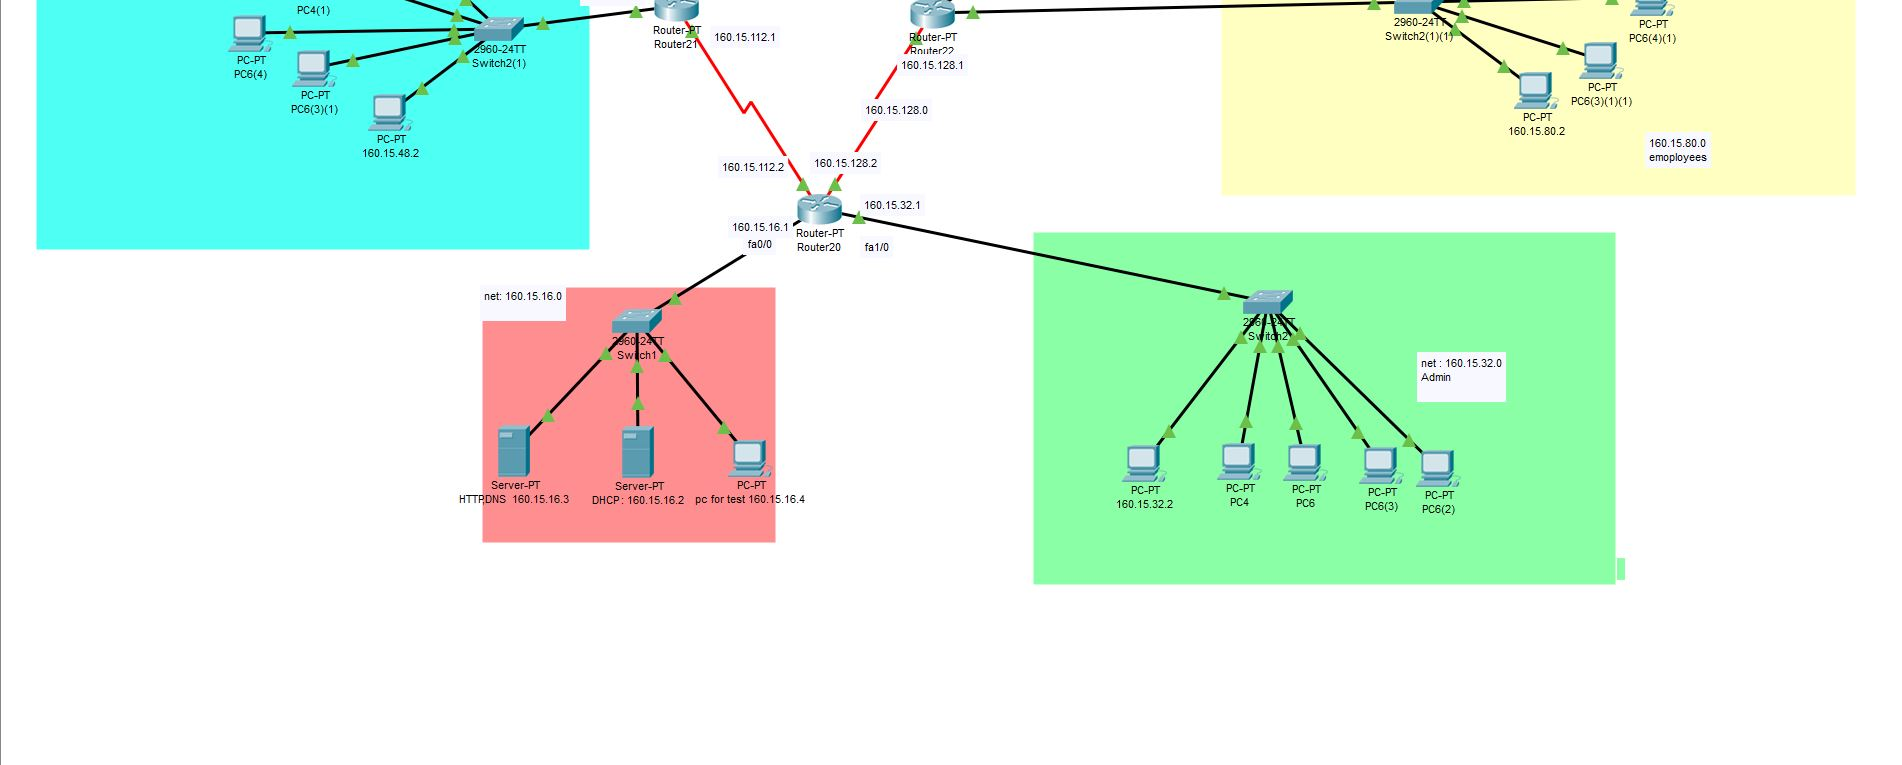 PC4(1)
PC-PT
PC6(4)
PC-PT
PC6(3)(1)
PC-PT
160.15.48.2
2960-24TT
Switch2(1)
Router-PT
Router21
160.15.112.1
Router-PT
Router22
160.15.128.1
160.15.128.0
160.15.112.2
160.15.128.2
2960-24TT
Switch2(1)(1)
PC-PT
PC6(4)(1)
PC-PT
PC6(3)(1)(1)
PC-PT
160.15.80.2
160.15.80.0
emoployees
160.15.32.1
160.15.16.1
fa0/0
Router-PT
Router20
fa1/0
net: 160.15.16.0
2960-24TT
Switch1
Server-PT
HTTP,DNS 160.15.16.3
Server-PT
DHCP : 160.15.16.2
PC-PT
pc for test 160.15.16.4
2960-24TT
Switch2
net : 160.15.32.0
Admin
PC-PT
160.15.32.2
PC-PT
PC4
PC-PT
PC6
PC-PT
PC6(3)
PC-PT
PC6(2)